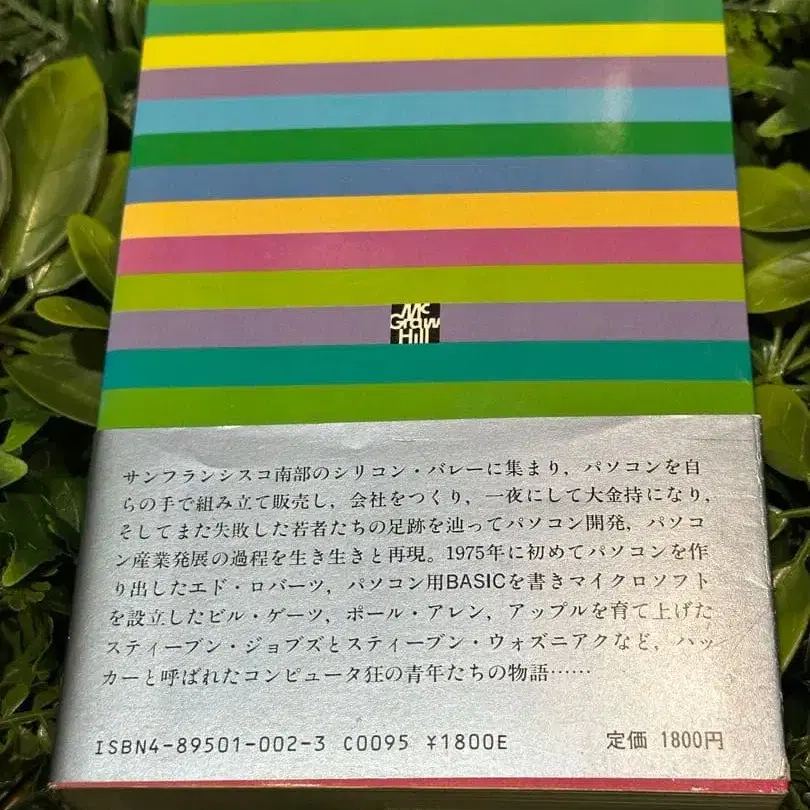 Mc
Graw
Hill
サンフランシスコ南部のシリコン・バレーに集まり，パソコンを自
らの手で組み立て販売し，会社をつくり，一夜にして大金持になり，
そしてまた失敗した若者たちの足跡を辿ってパソコン開発，パソコ
ン産業発展の過程を生き生きと再現。1975年に初めてパソコンを作
り出したエド・ロバーツ，パソコン用BASICを書きマイクロソフト
を設立したビル・ゲーツ，ポール・アレン，アップルを育て上げた
スティーブン・ジョブズとスティーブン・ウォズニアクなど，ハッ
カーと呼ばれたコンピュータ狂の青年たちの物語……
ISBN4-89501-002-3 C0095 ¥1800E
定価 1800円